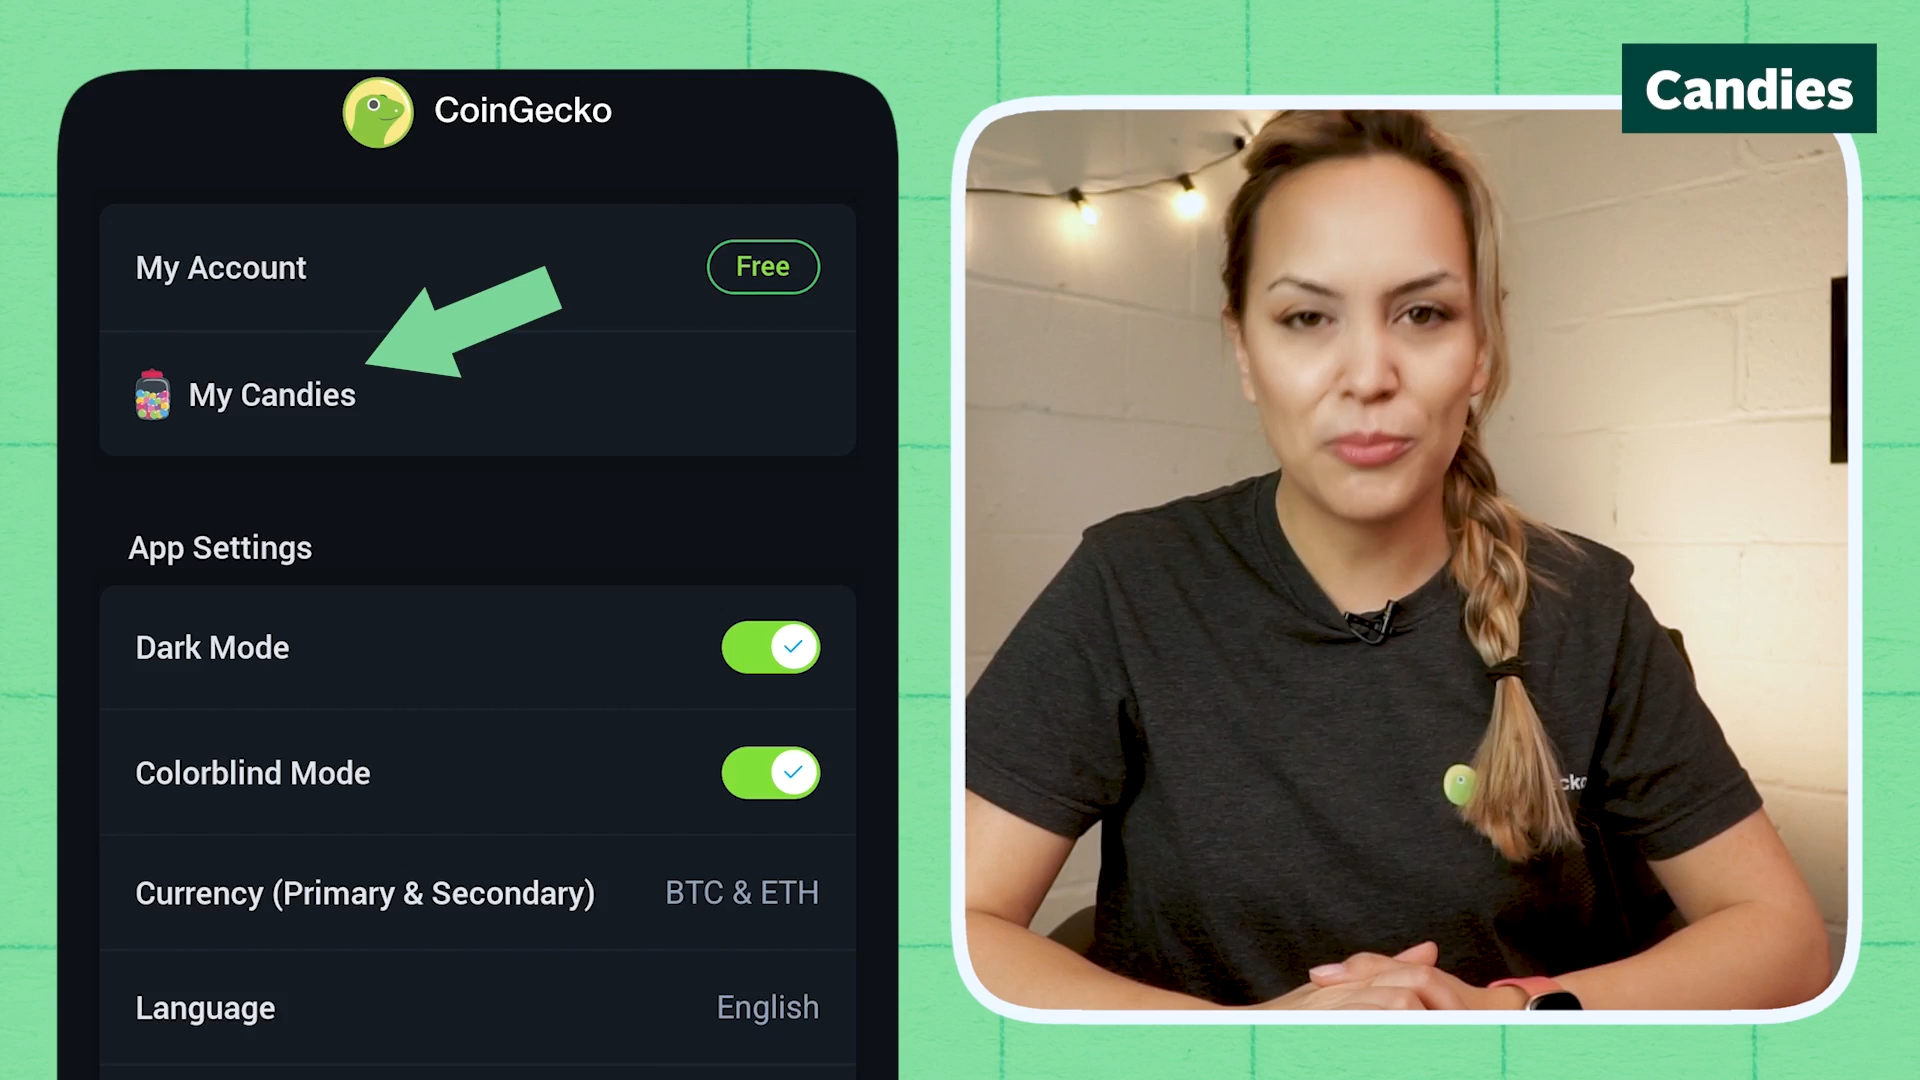 CoinGecko
My Account
Free
My Candies
App Settings
Dark Mode
Colorblind Mode
Currency (Primary & Secondary)
BTC & ETH
Language
English
Candies